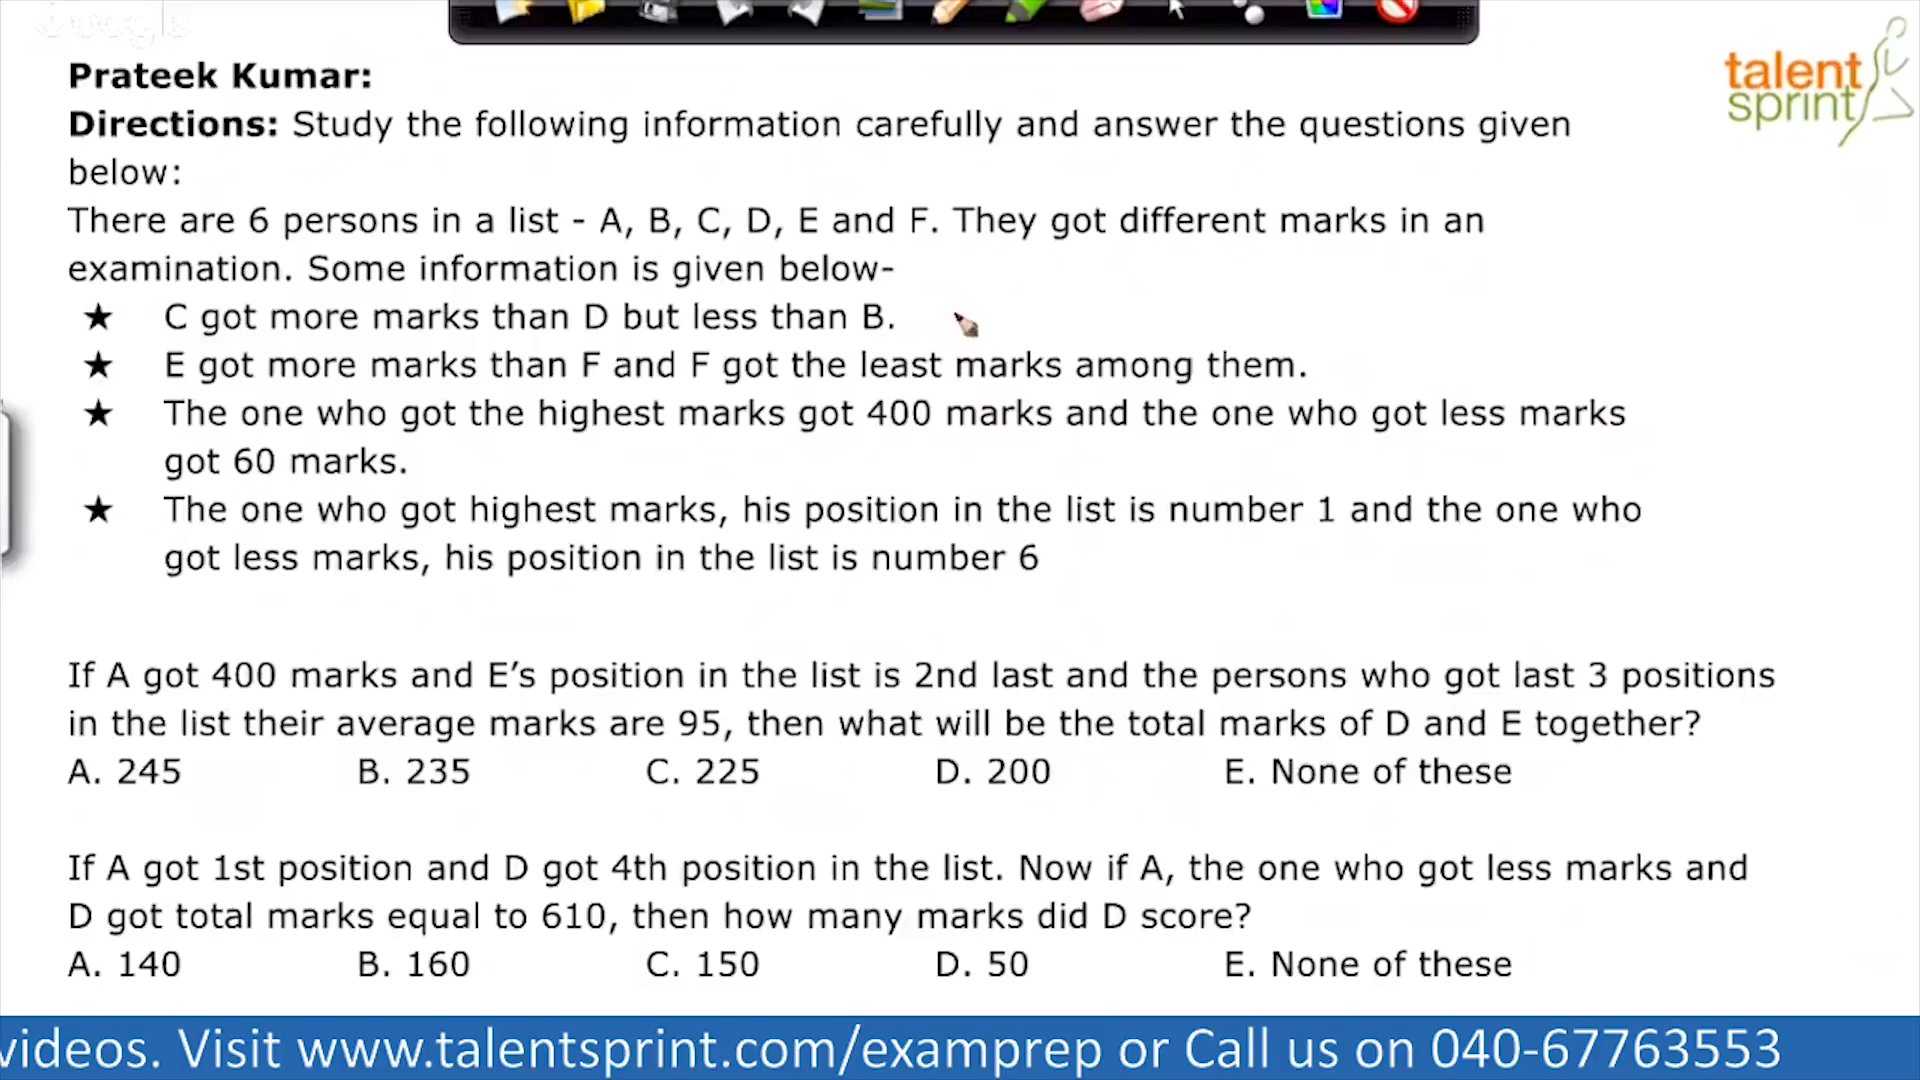 Google
talent
sprint
Prateek Kumar:
Directions: Study the following information carefully and answer the questions given
below:
There are 6 persons in a list - A, B, C, D, E and F. They got different marks in an
examination. Some information is given below-
★ C got more marks than D but less than B.
★ E got more marks than F and F got the least marks among them.
★ The one who got the highest marks got 400 marks and the one who got less marks
got 60 marks.
★ The one who got highest marks, his position in the list is number 1 and the one who
got less marks, his position in the list is number 6
If A got 400 marks and E’s position in the list is 2nd last and the persons who got last 3 positions
in the list their average marks are 95, then what will be the total marks of D and E together?
A. 245 B. 235 C. 225 D. 200 E. None of these
If A got 1st position and D got 4th position in the list. Now if A, the one who got less marks and
D got total marks equal to 610, then how many marks did D score?
A. 140 B. 160 C. 150 D. 50 E. None of these
videos. Visit www.talentsprint.com/examprep or Call us on 040-67763553